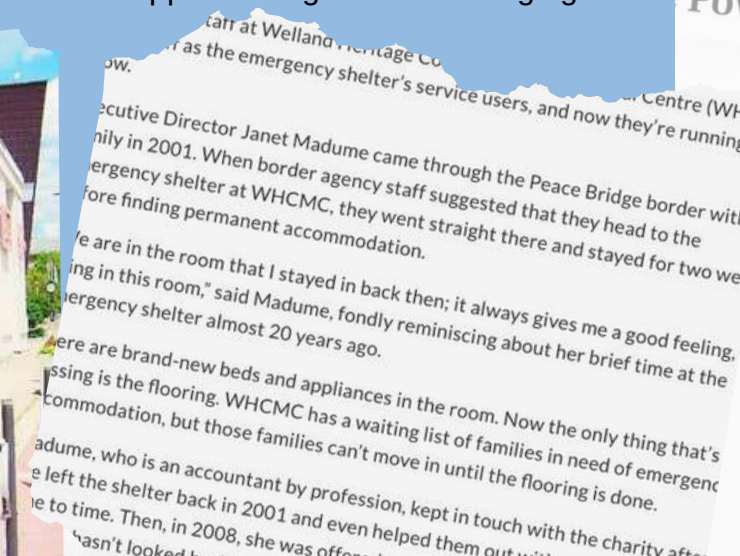 Po
staff at Welland Heritage Co
Centre (WH
as the emergency shelter's service users, and now they're running
ow.
ecutive Director Janet Madume came through the Peace Bridge border with
nily in 2001. When border agency staff suggested that they head to the
ergency shelter at WHCMC, they went straight there and stayed for two we
fore finding permanent accommodation.
Ve are in the room that I stayed in back then; it always gives me a good feeling,
ing in this room," said Madume, fondly reminiscing about her brief time at the
nergency shelter almost 20 years ago.
ere are brand-new beds and appliances in the room. Now the only thing that's
ssing is the flooring. WHCMC has a waiting list of families in need of emergenc
commodation, but those families can't move in until the flooring is done.
adume, who is an accountant by profession, kept in touch with the charity after
e left the shelter back in 2001 and even helped them out
e to time. Then, in 2008, she was
hasn't looked